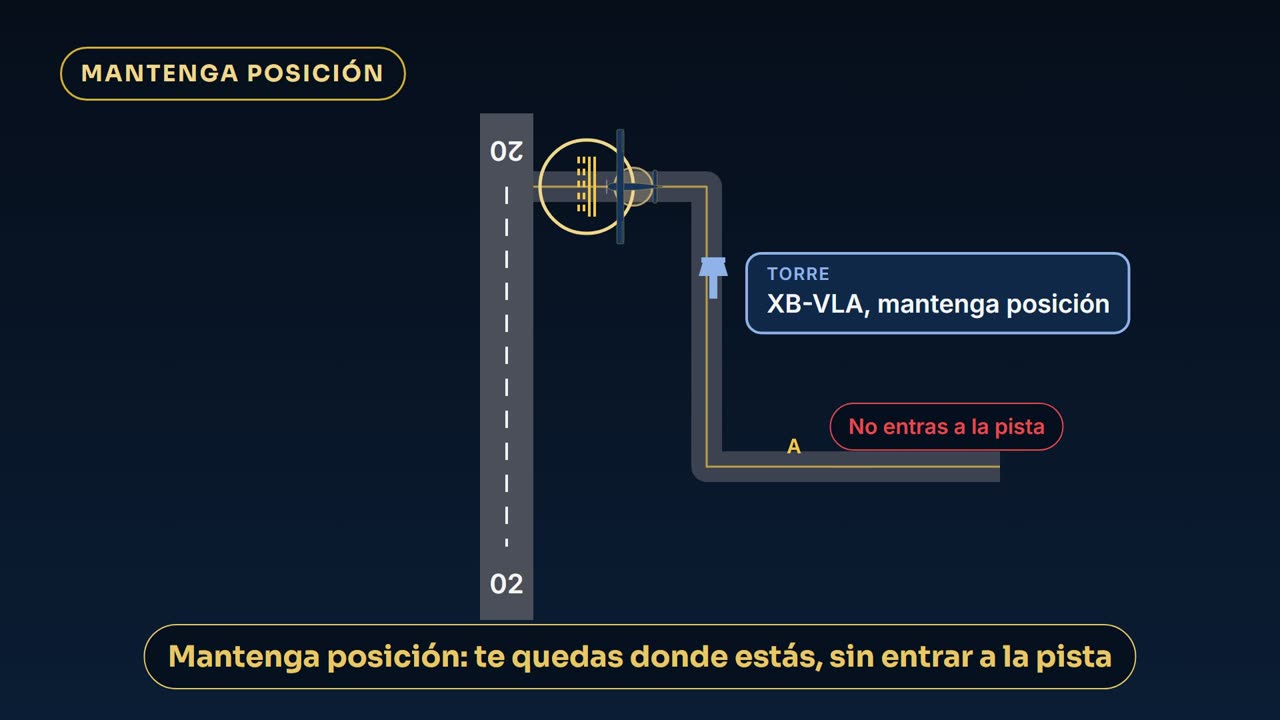 MANTENGA POSICIÓN
20
TORRE
XB-VLA, mantenga posición
No entras a la pista
A
02
Mantenga posición: te quedas donde estás, sin entrar a la pista